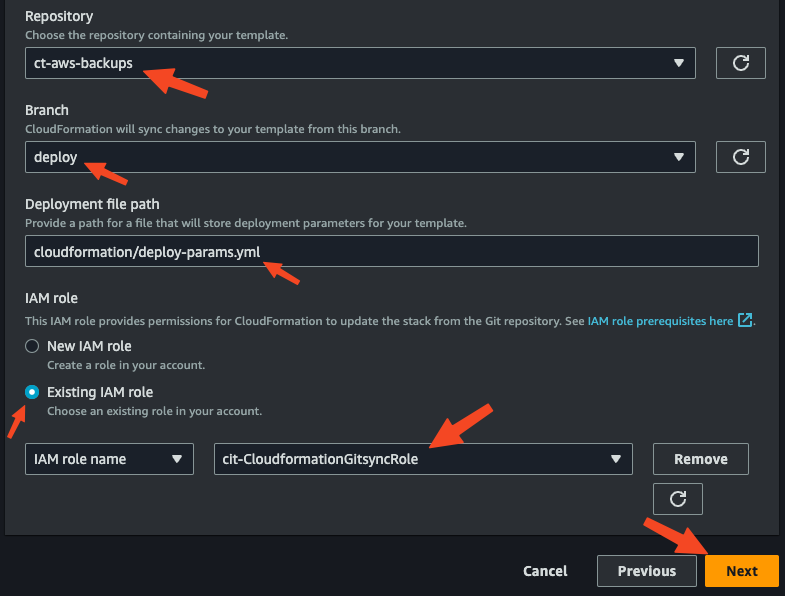 Repository
Choose the repository containing your template.
ct-aws-backups
Branch
CloudFormation will sync changes to your template from this branch.
deploy
Deployment file path
Provide a path for a file that will store deployment parameters for your template.
cloudformation/deploy-params.yml
IAM role
This IAM role provides permissions for CloudFormation to update the stack from the Git repository. See IAM role prerequisites here.
New IAM role
Create a role in your account.
Existing IAM role
Choose an existing role in your account.
IAM role name cit-CloudformationGitsyncRole Remove
Cancel Previous Next